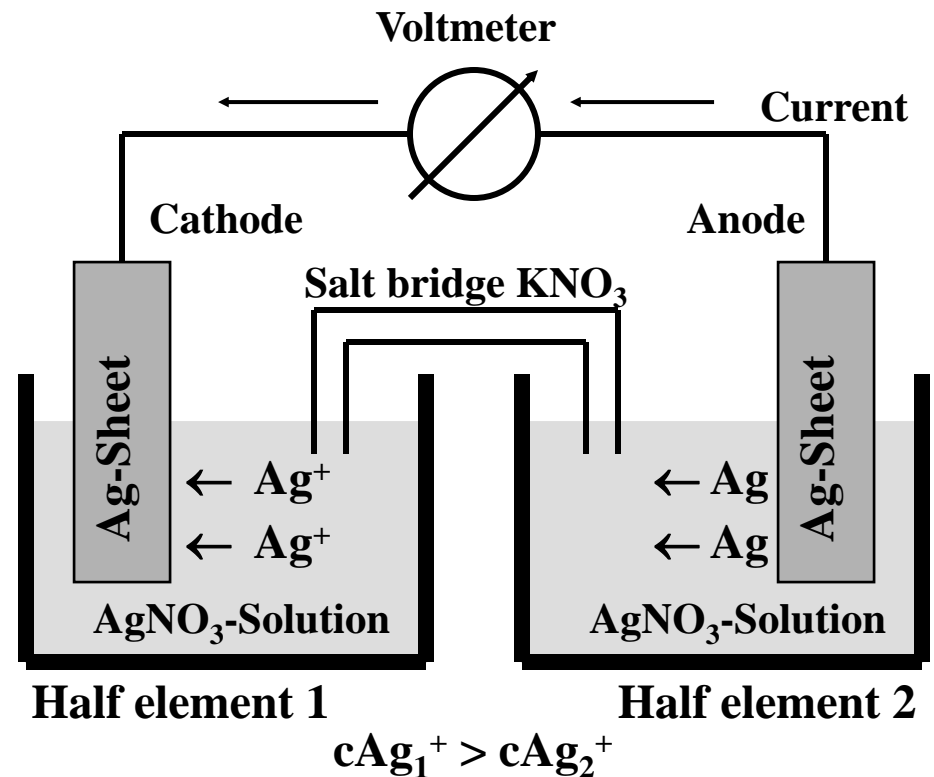 Voltmeter
Current
Cathode
Anode
Salt bridge KNO₃
Ag-Sheet
Ag-Sheet
← Ag⁺
← Ag
← Ag⁺
← Ag
AgNO₃-Solution
AgNO₃-Solution
Half element 1
Half element 2
cAg₁⁺ > cAg₂⁺